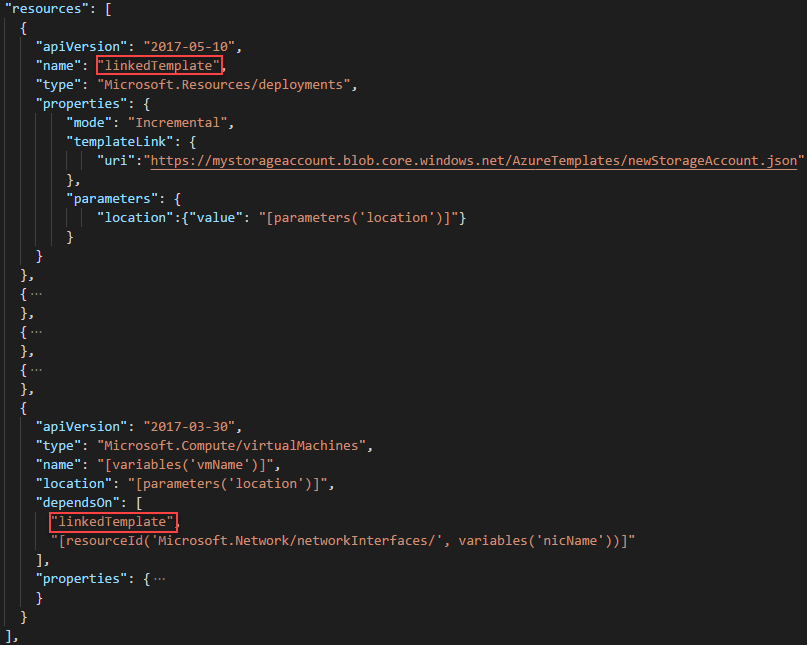 "resources": [
{
"apiVersion": "2017-05-10",
"name": "linkedTemplate",
"type": "Microsoft.Resources/deployments",
"properties": {
"mode": "Incremental",
"templateLink": {
"uri":"https://mystorageaccount.blob.core.windows.net/AzureTemplates/newStorageAccount.json"
},
"parameters": {
"location":{"value": "[parameters('location')]"}
}
}
},
{ ...
},
{ ...
},
{ ...
},
{
"apiVersion": "2017-03-30",
"type": "Microsoft.Compute/virtualMachines",
"name": "[variables('vmName')]",
"location": "[parameters('location')]",
"dependsOn": [
"linkedTemplate",
"[resourceId('Microsoft.Network/networkInterfaces/', variables('nicName'))]"
],
"properties": { ...
}
}
],